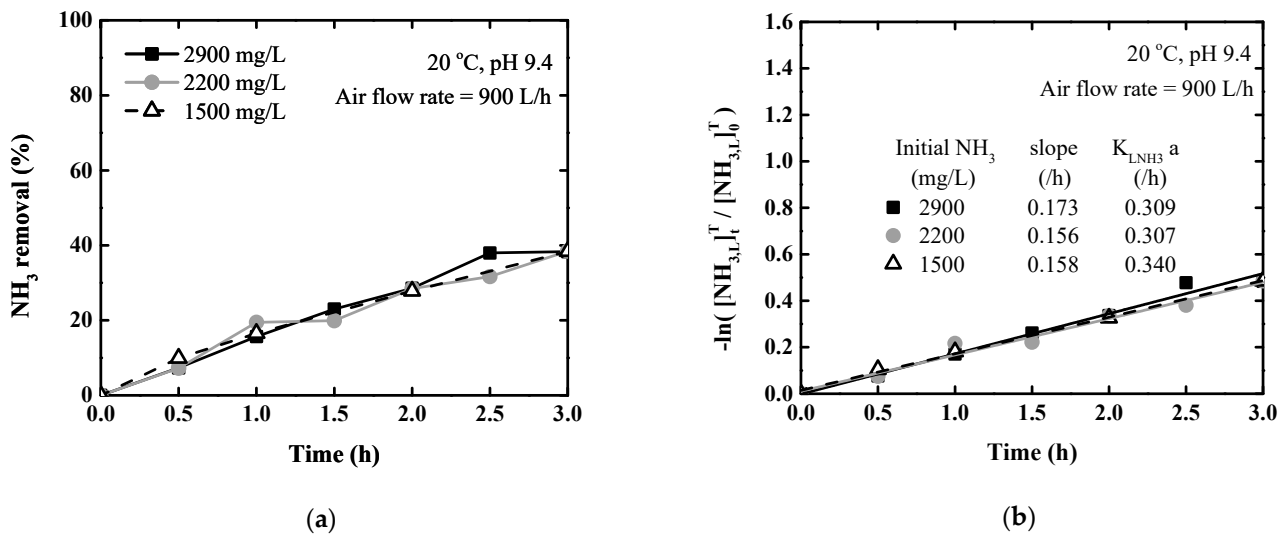 100
80
60
40
20
0
0.0 0.5 1.0 1.5 2.0 2.5 3.0
NH3 removal (%)
Time (h)
2900 mg/L
2200 mg/L
1500 mg/L
20 °C, pH 9.4
Air flow rate = 900 L/h
(a)
1.6
1.4
1.2
1.0
0.8
0.6
0.4
0.2
0.0
0.0 0.5 1.0 1.5 2.0 2.5 3.0
-ln( [NH3,L]tT / [NH3,L]0T )
Time (h)
20 °C, pH 9.4
Air flow rate = 900 L/h
Initial NH3 slope KLNH3 a
(mg/L) (/h) (/h)
2900 0.173 0.309
2200 0.156 0.307
1500 0.158 0.340
(b)